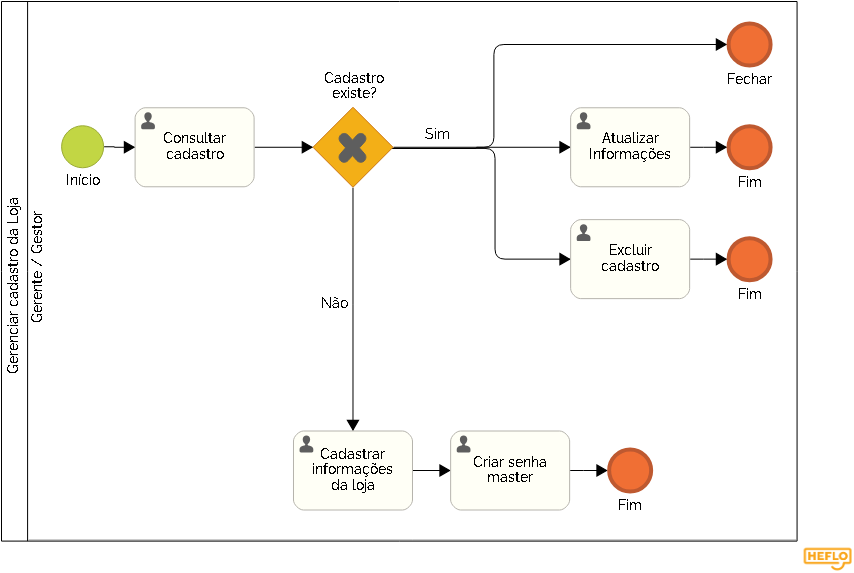 Gerenciar cadastro da Loja
Gerente / Gestor
Início
Consultar
cadastro
Cadastro
existe?
Sim
Não
Fechar
Atualizar
Informações
Fim
Excluir
cadastro
Fim
Cadastrar
informações
da loja
Criar senha
master
Fim
HEFLO